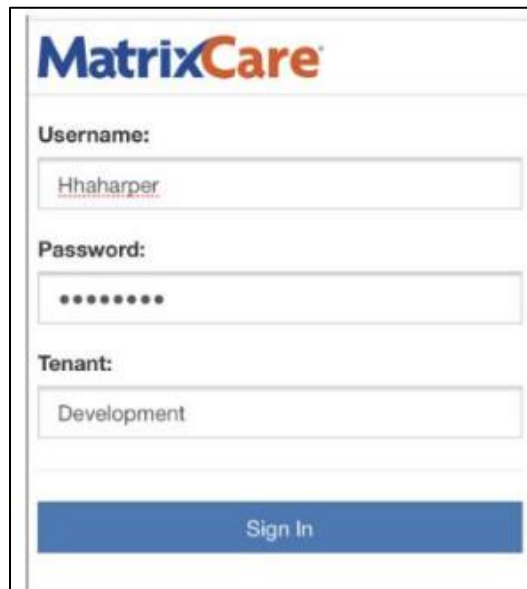 MatrixCare
Username:
Hhaharper
Password:
••••••••
Tenant:
Development
Sign In